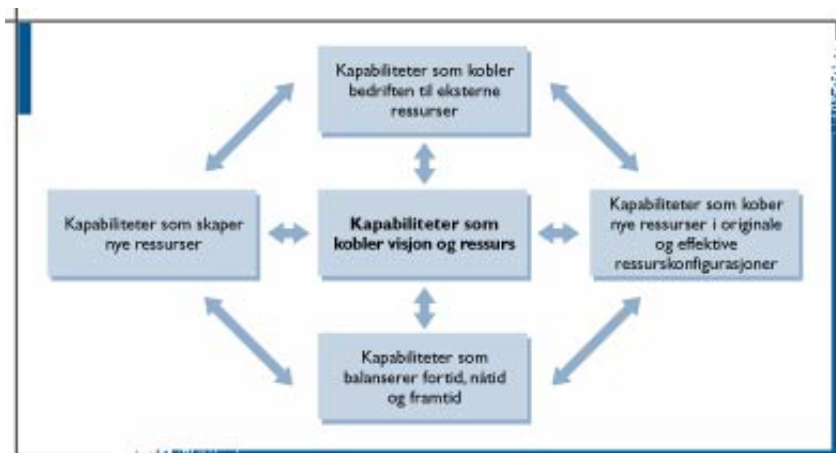 Kapabiliteter som kobler
bedriften til eksterne
ressurser
Kapabiliteter som skaper
nye ressurser
Kapabiliteter som
kobler visjon og ressurs
Kapabiliteter som kober
nye ressurser i originale
og effektive
ressurskonfigurasjoner
Kapabiliteter som
balanserer fortid, nåtid
og framtid